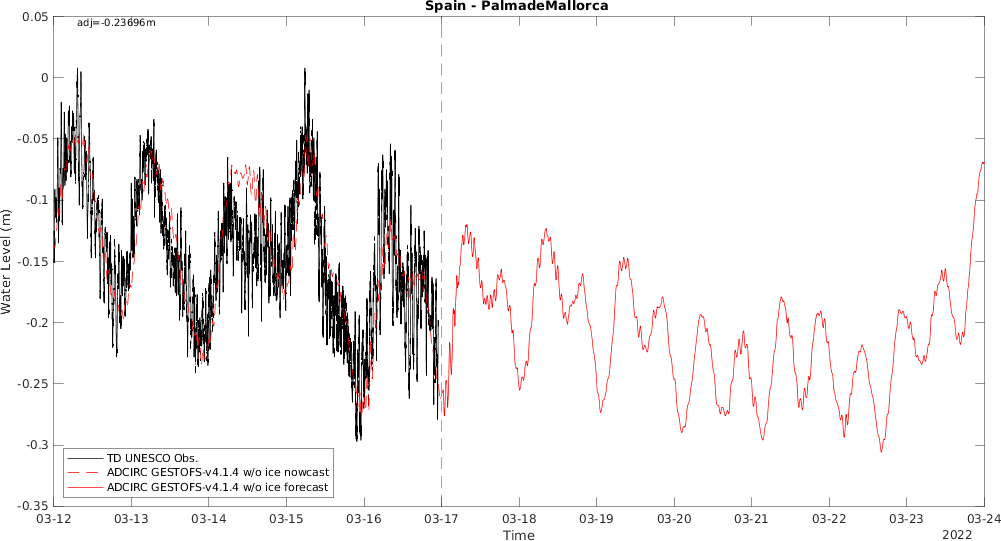 Spain - PalmadeMallorca
adj=-0.23696m
0.05
0
-0.05
-0.1
-0.15
-0.2
-0.25
-0.3
-0.35
Water Level (m)
TD UNESCO Obs.
ADCIRC GESTOFS-v4.1.4 w/o ice nowcast
ADCIRC GESTOFS-v4.1.4 w/o ice forecast
03-12 03-13 03-14 03-15 03-16 03-17 03-18 03-19 03-20 03-21 03-22 03-23 03-24
Time
2022